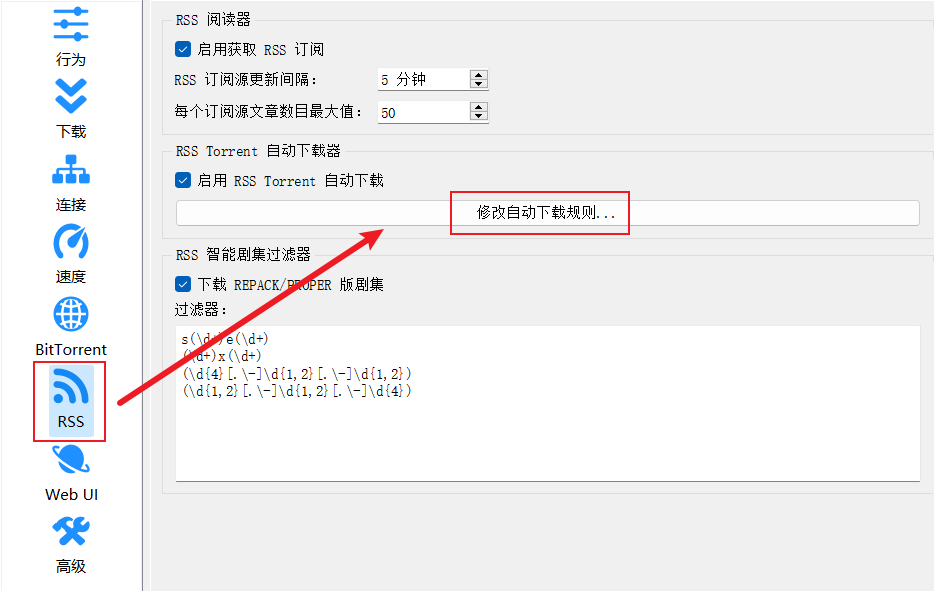 行为
下载
连接
速度
BitTorrent
RSS
Web UI
高级
RSS 阅读器
启用获取 RSS 订阅
RSS 订阅源更新间隔： 5 分钟
每个订阅源文章数目最大值： 50
RSS Torrent 自动下载器
启用 RSS Torrent 自动下载
修改自动下载规则...
RSS 智能剧集过滤器
下载 REPACK/PROPER 版剧集
过滤器：
s(\d+)e(\d+)
(\d+)x(\d+)
(\d{4}[.\-]\d{1,2}[.\-]\d{1,2})
(\d{1,2}[.\-]\d{1,2}[.\-]\d{4})